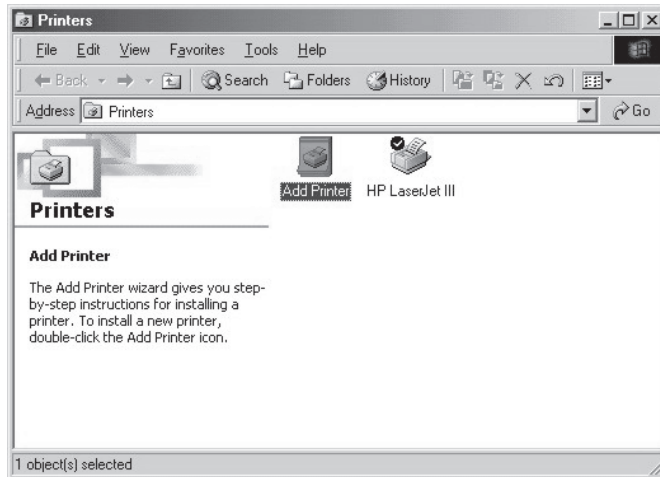 Printers
File Edit View Favorites Tools Help
Back Search Folders History
Address Printers Go
Add Printer HP LaserJet III
Printers
Add Printer
The Add Printer wizard gives you step-
by-step instructions for installing a
printer. To install a new printer,
double-click the Add Printer icon.
1 object(s) selected